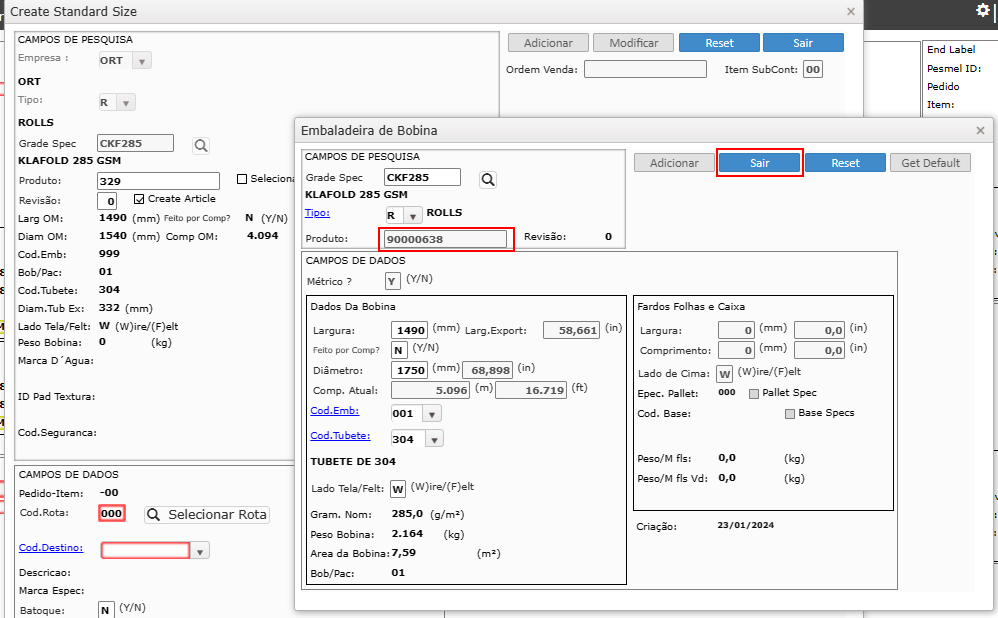 Create Standard Size
CAMPOS DE PESQUISA
Empresa :
ORT
ORT
Tipo:
R
ROLLS
Grade Spec CKF285
KLAFOLD 285 GSM
Produto: 329
Revisão: 0 Create Article
Larg OM: 1490 (mm) Feito por Comp? N (Y/N)
Diam OM: 1540 (mm) Comp OM: 4.094
Cod.Emb: 999
Bob/Pac: 01
Cod.Tubete: 304
Diam.Tub Ex: 332 (mm)
Lado Tela/Felt: W (W)ire/(F)elt
Peso Bobina: 0 (kg)
Marca D´Agua:
ID Pad Textura:
Cod.Seguranca:
Adicionar Modificar Reset Sair
Ordem Venda: Item SubCont: 00
End Label
Pesmel ID:
Pedido
Item:
CAMPOS DE DADOS
Pedido-Item: -00
Cod.Rota: 000 Selecionar Rota
Cod.Destino:
Descricao:
Marca Espec:
Batoque: N (Y/N)
Embaladeira de Bobina
CAMPOS DE PESQUISA
Grade Spec CKF285
KLAFOLD 285 GSM
Tipo: R ROLLS
Produto: 90000638 Revisão: 0
Adicionar Sair Reset Get Default
CAMPOS DE DADOS
Métrico ? Y (Y/N)
Dados Da Bobina
Largura: 1490 (mm) Larg.Export: 58,661 (in)
Feito por Comp? N (Y/N)
Diâmetro: 1750 (mm) 68,898 (in)
Comp. Atual: 5.096 (m) 16.719 (ft)
Cod.Emb: 001
Cod.Tubete: 304
TUBETE DE 304
Lado Tela/Felt: W (W)ire/(F)elt
Gram. Nom: 285,0 (g/m²)
Peso Bobina: 2.164 (kg)
Area da Bobina: 7,59 (m²)
Bob/Pac: 01
Fardos Folhas e Caixa
Largura: 0 (mm) 0,0 (in)
Comprimento: 0 (mm) 0,0 (in)
Lado de Cima: W (W)ire/(F)elt
Epec. Pallet: 000 Pallet Spec
Cod. Base: Base Specs
Peso/M fls: 0,0 (kg)
Peso/M fls Vd: 0,0 (kg)
Criação: 23/01/2024